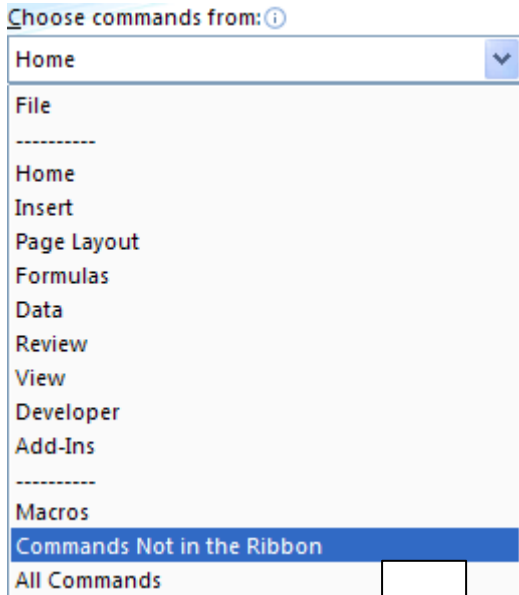 Choose commands from:
Home
File
----------
Home
Insert
Page Layout
Formulas
Data
Review
View
Developer
Add-Ins
----------
Macros
Commands Not in the Ribbon
All Commands